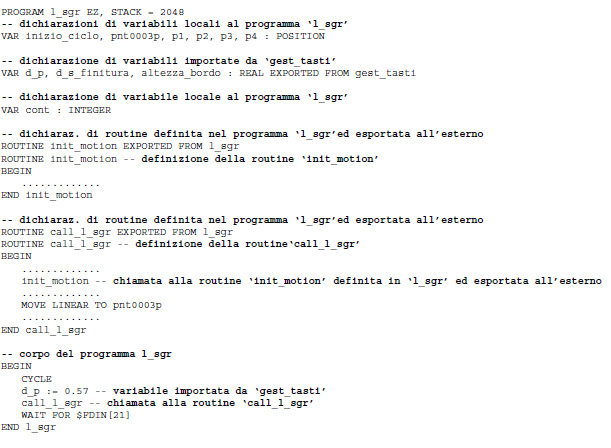 PROGRAM l_sgr EZ, STACK = 2048
-- dichiarazioni di variabili locali al programma ‘l_sgr’
VAR inizio_ciclo, pnt0003p, p1, p2, p3, p4 : POSITION
-- dichiarazione di variabili importate da ‘gest_tasti’
VAR d_p, d_s_finitura, altezza_bordo : REAL EXPORTED FROM gest_tasti
-- dichiarazione di variabile locale al programma ‘l_sgr’
VAR cont : INTEGER
-- dichiaraz. di routine definita nel programma ‘l_sgr’ed esportata all’esterno
ROUTINE init_motion EXPORTED FROM l_sgr
ROUTINE init_motion -- definizione della routine ‘init_motion’
BEGIN
.............
END init_motion
-- dichiaraz. di routine definita nel programma ‘l_sgr’ed esportata all’esterno
ROUTINE call_l_sgr EXPORTED FROM l_sgr
ROUTINE call_l_sgr -- definizione della routine‘call_l_sgr’
BEGIN
.............
init_motion -- chiamata alla routine ‘init_motion’ definita in ‘l_sgr’ ed esportata all’esterno
.............
MOVE LINEAR TO pnt0003p
.............
END call_l_sgr
-- corpo del programma l_sgr
BEGIN
CYCLE
d_p := 0.57 -- variabile importata da ‘gest_tasti’
call_l_sgr -- chiamata alla routine ‘call_l_sgr’
WAIT FOR $FDIN[21]
END l_sgr